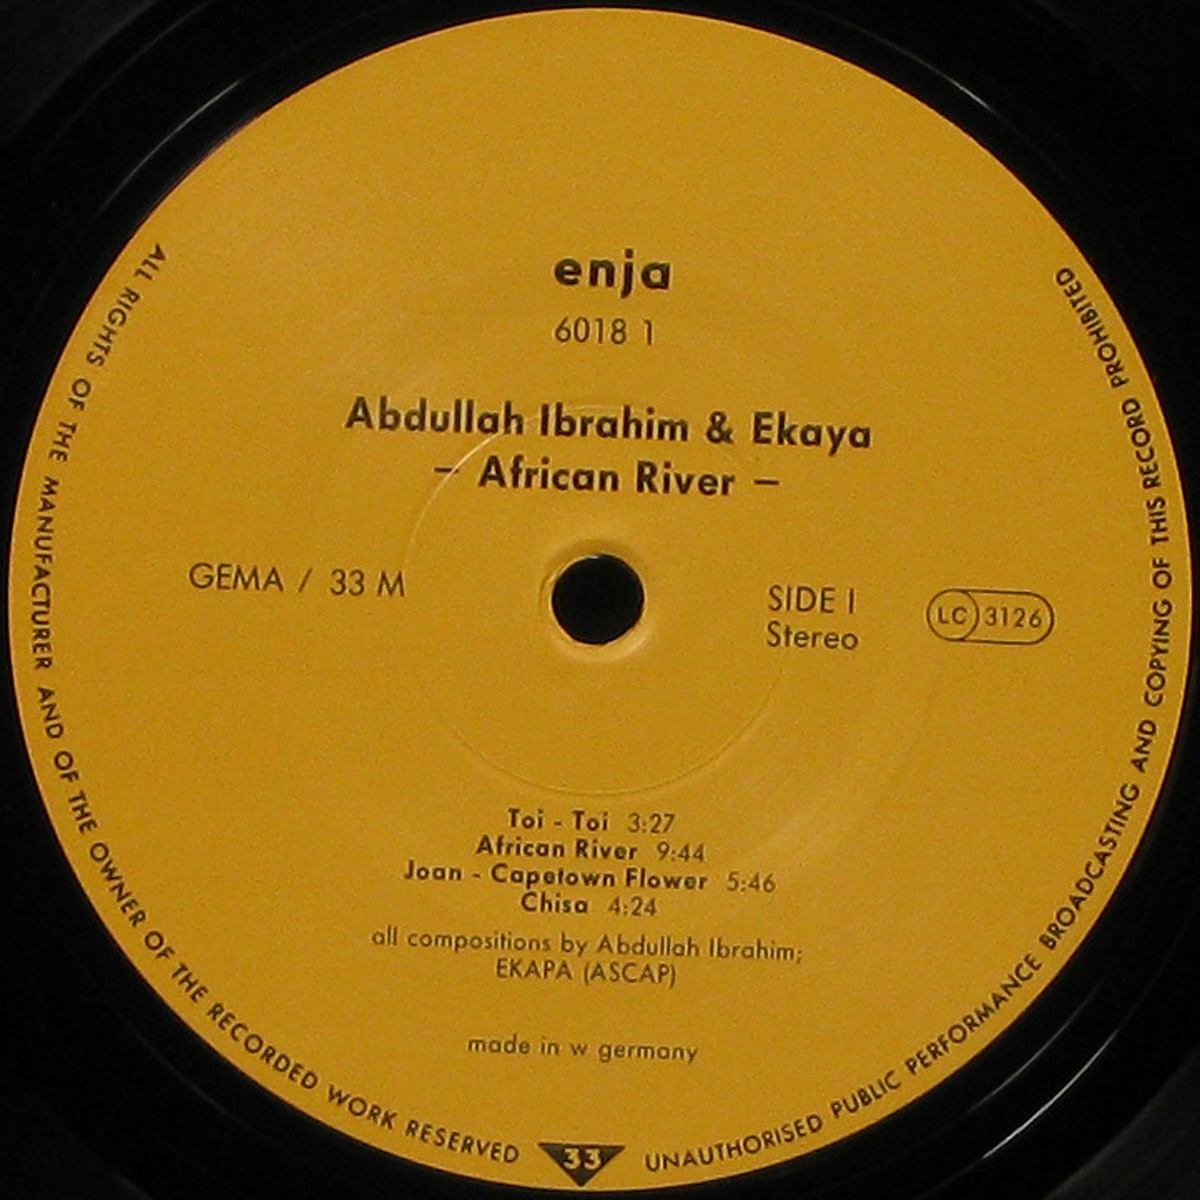 enja
6018 1
Abdullah Ibrahim & Ekaya
– African River –
GEMA / 33 M
SIDE I
Stereo
LC 3126
Toi - Toi 3:27
African River 9:44
Joan - Capetown Flower 5:46
Chisa 4:24
all compositions by Abdullah Ibrahim;
EKAPA (ASCAP)
made in w germany
ALL RIGHTS OF THE MANUFACTURER AND OF THE OWNER OF THE RECORDED WORK RESERVED
33
UNAUTHORISED PUBLIC PERFORMANCE BROADCASTING AND COPYING OF THIS RECORD PROHIBITED